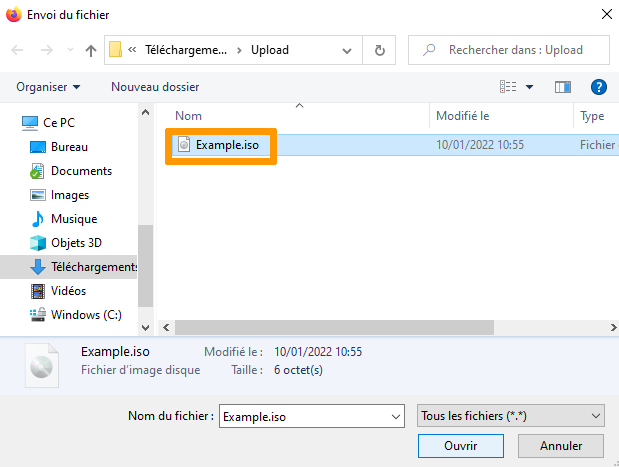 Envoi du fichier
« Téléchargeme... > Upload
Rechercher dans : Upload
Organiser
Nouveau dossier
?
Nom
Modifié le
Type
Ce PC
Bureau
Documents
Images
Musique
Objets 3D
Téléchargements
Vidéos
Windows (C:)
Example.iso
10/01/2022 10:55
Fichier
Example.iso
Modifié le :
10/01/2022 10:55
Fichier d'image disque
Taille :
6 octet(s)
Nom du fichier :
Example.iso
Tous les fichiers (*.*)
Ouvrir
Annuler